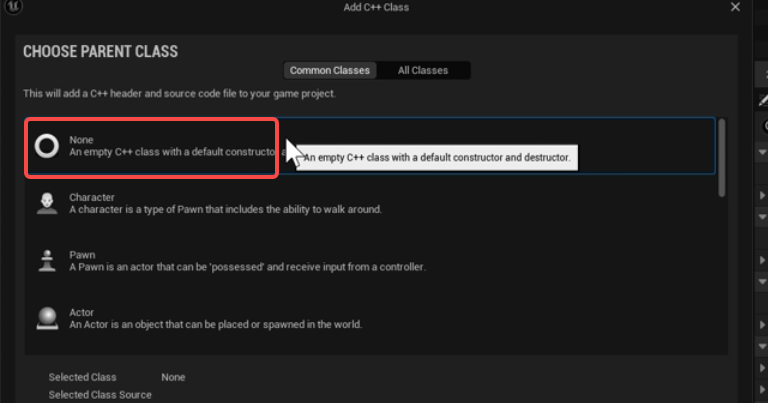 Add C++ Class
CHOOSE PARENT CLASS
Common Classes
All Classes
This will add a C++ header and source code file to your game project.
None
An empty C++ class with a default constructor
An empty C++ class with a default constructor and destructor.
Character
A character is a type of Pawn that includes the ability to walk around.
Pawn
A Pawn is an actor that can be 'possessed' and receive input from a controller.
Actor
An Actor is an object that can be placed or spawned in the world.
Selected Class None
Selected Class Source